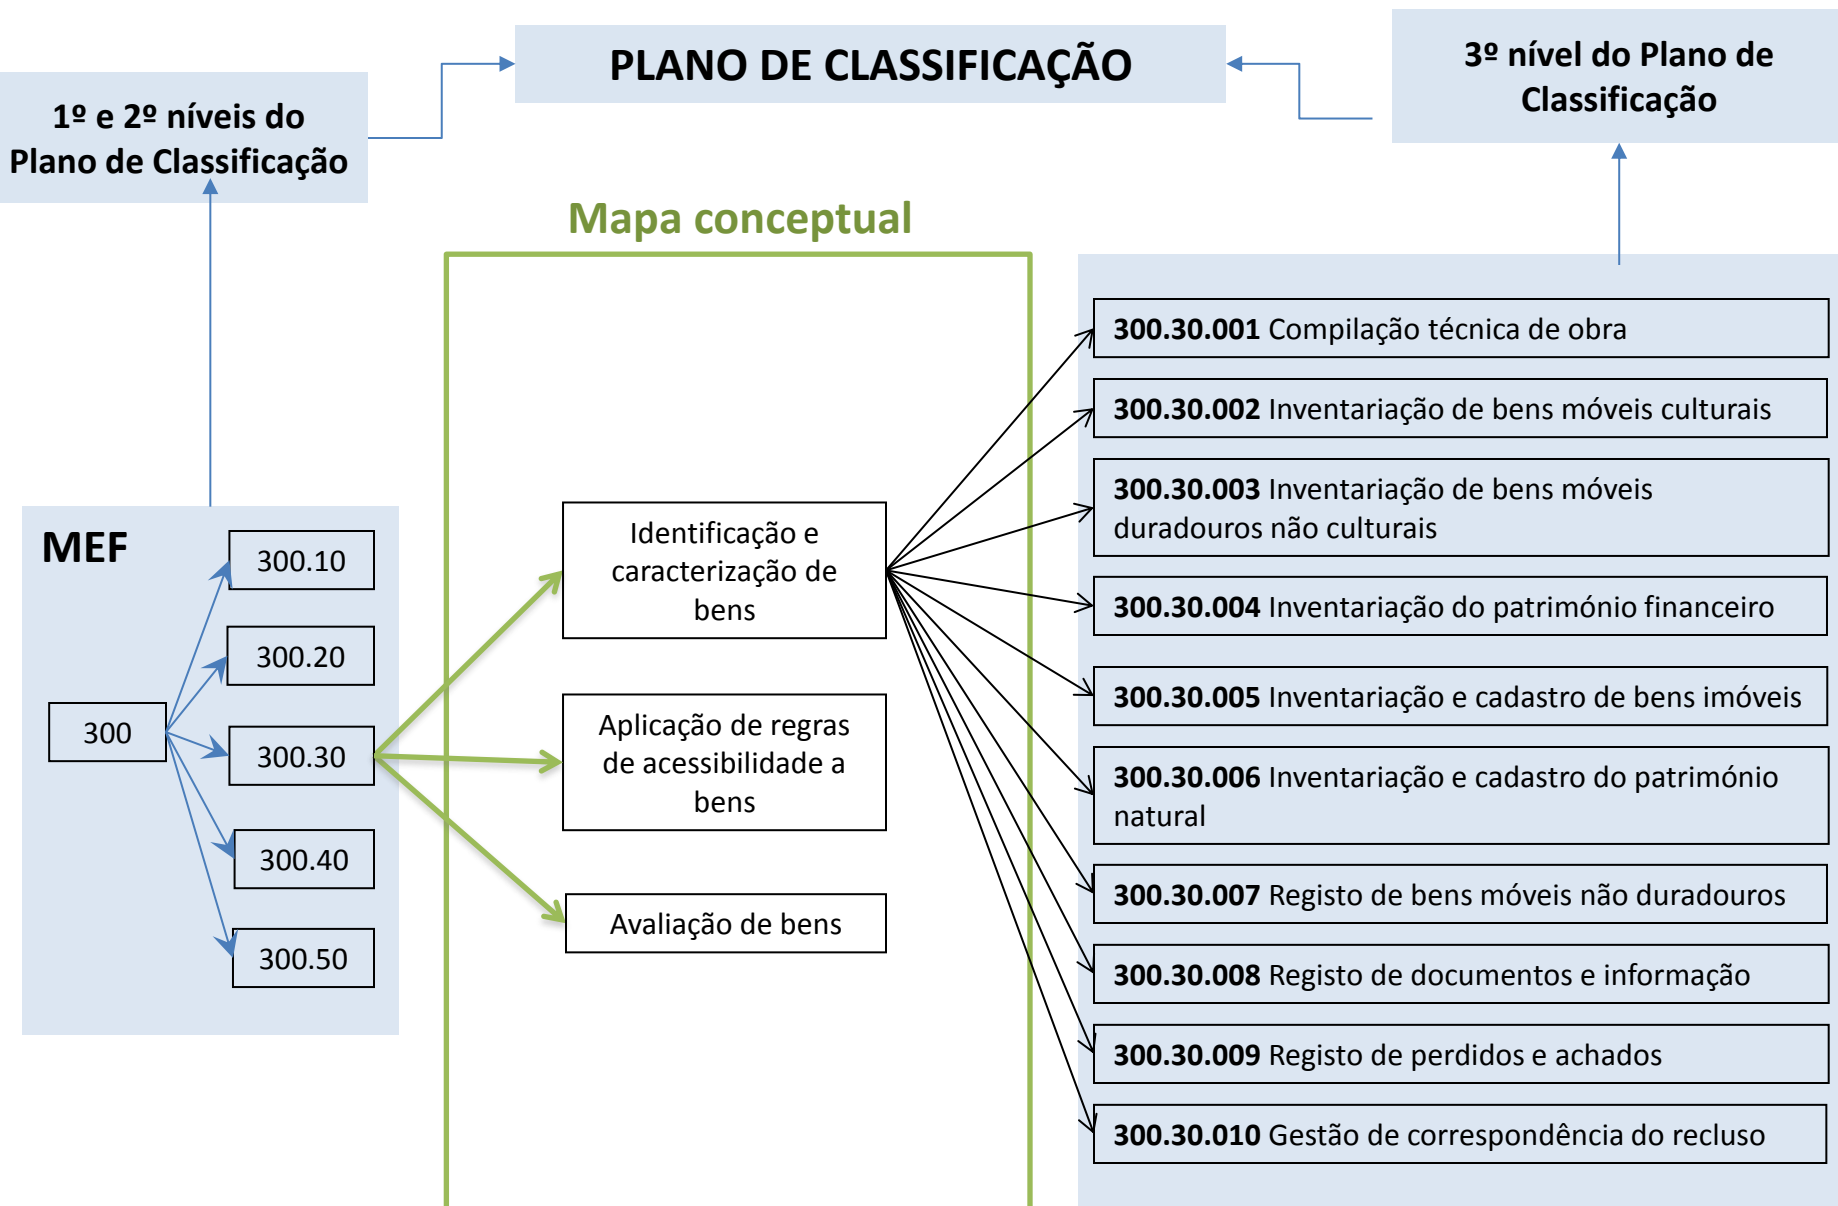 PLANO DE CLASSIFICAÇÃO
1º e 2º níveis do
Plano de Classificação
3º nível do Plano de
Classificação
Mapa conceptual
MEF
300
300.10
300.20
300.30
300.40
300.50
Identificação e
caracterização de
bens
Aplicação de regras
de acessibilidade a
bens
Avaliação de bens
300.30.001 Compilação técnica de obra
300.30.002 Inventariação de bens móveis culturais
300.30.003 Inventariação de bens móveis
duradouros não culturais
300.30.004 Inventariação do património financeiro
300.30.005 Inventariação e cadastro de bens imóveis
300.30.006 Inventariação e cadastro do património
natural
300.30.007 Registo de bens móveis não duradouros
300.30.008 Registo de documentos e informação
300.30.009 Registo de perdidos e achados
300.30.010 Gestão de correspondência do recluso